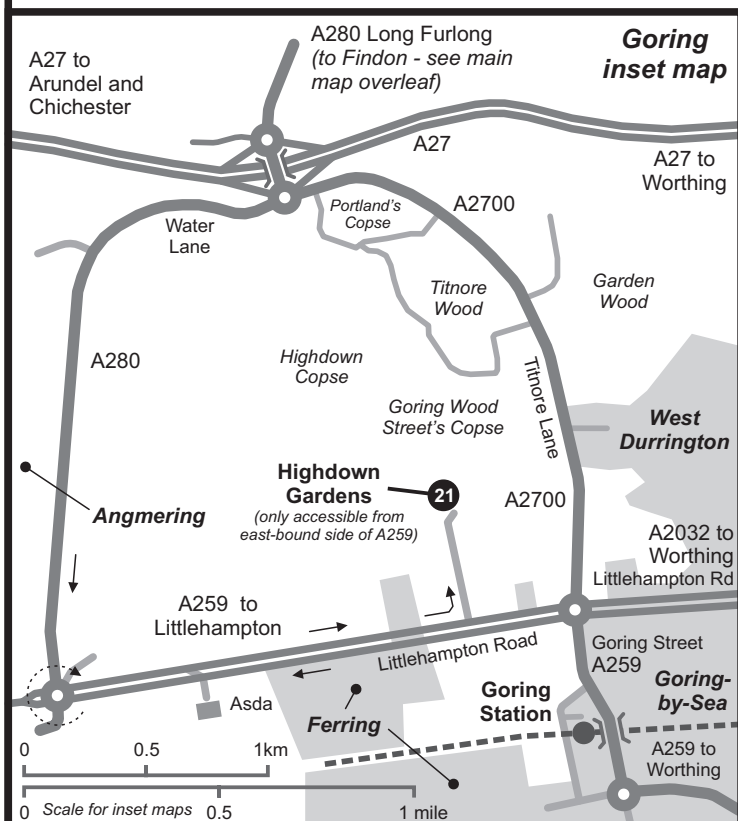 A280 Long Furlong
(to Findon - see main
map overleaf)
Goring
inset map
A27 to
Arundel and
Chichester
A27
A27 to
Worthing
Portland's
Copse
A2700
Water
Lane
Titnore
Wood
Garden
Wood
A280
Highdown
Copse
Titnore Lane
Goring Wood
Street's Copse
West
Durrington
Highdown
Gardens
(only accessible from
east-bound side of A259)
21
A2700
Angmering
A2032 to
Worthing
Littlehampton Rd
A259 to
Littlehampton
Littlehampton Road
Goring Street
A259
Goring-
by-Sea
Goring
Station
Asda
Ferring
A259 to
Worthing
0 0.5 1km
0 Scale for inset maps 0.5 1 mile